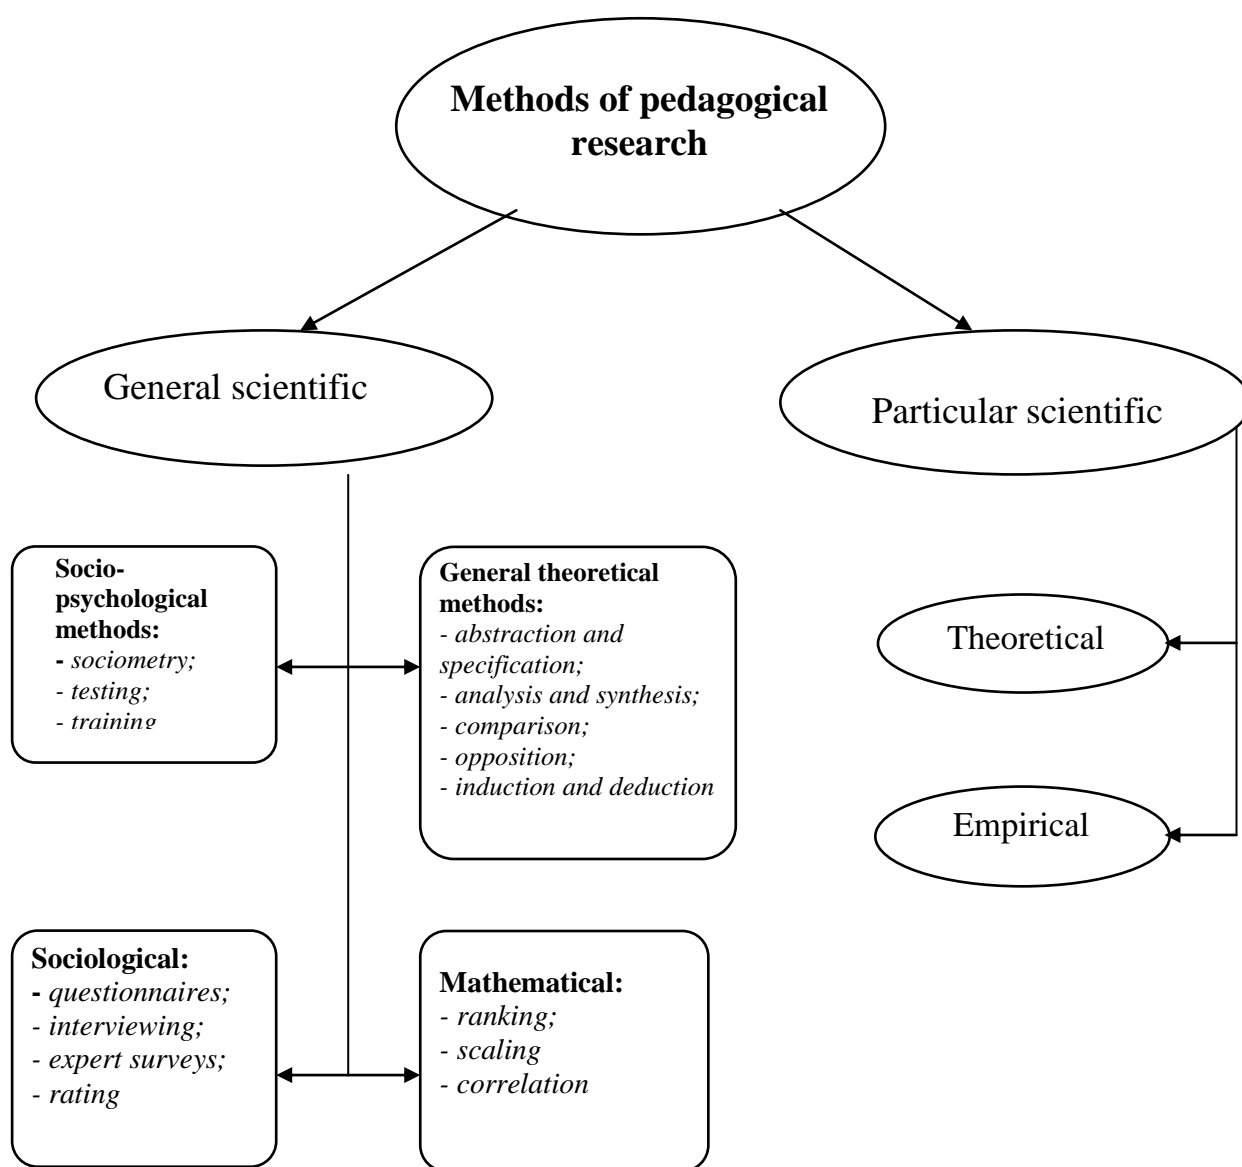 Methods of pedagogical
research
General scientific
Particular scientific
Socio-
psychological
methods:
- sociometry;
- testing;
- training
General theoretical
methods:
- abstraction and
specification;
- analysis and synthesis;
- comparison;
- opposition;
- induction and deduction
Theoretical
Empirical
Sociological:
- questionnaires;
- interviewing;
- expert surveys;
- rating
Mathematical:
- ranking;
- scaling
- correlation